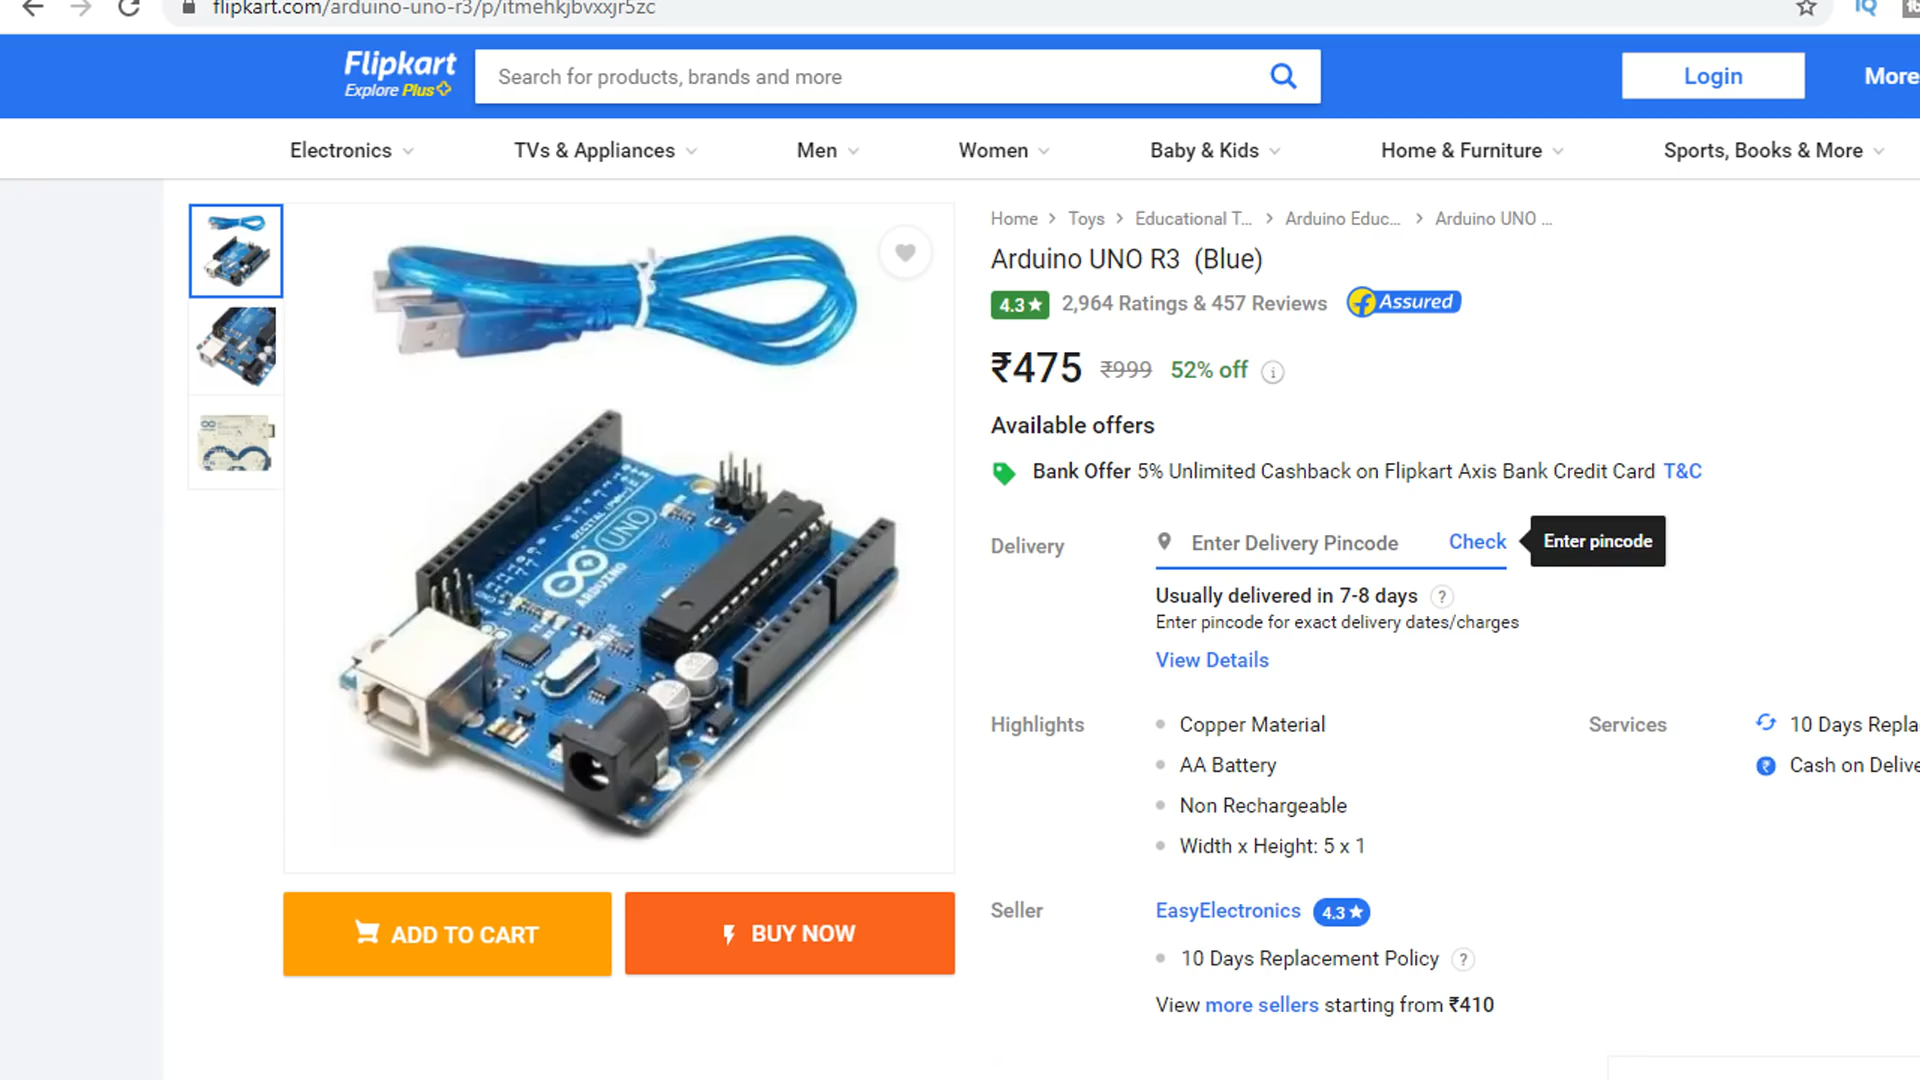 flipkart.com/arduino-uno-r3/p/itmehkjbvxxjr5zc
Flipkart
Explore Plus
Search for products, brands and more
Login
More
Electronics
TVs & Appliances
Men
Women
Baby & Kids
Home & Furniture
Sports, Books & More
Home > Toys > Educational T... > Arduino Educ... > Arduino UNO ...
Arduino UNO R3 (Blue)
4.3★ 2,964 Ratings & 457 Reviews
Assured
₹475 ₹999 52% off
Available offers
Bank Offer 5% Unlimited Cashback on Flipkart Axis Bank Credit Card T&C
Delivery
Enter Delivery Pincode
Check
Enter pincode
Usually delivered in 7-8 days ?
Enter pincode for exact delivery dates/charges
View Details
Highlights
Copper Material
AA Battery
Non Rechargeable
Width x Height: 5 x 1
Services
10 Days Repla
Cash on Delive
Seller
EasyElectronics 4.3★
10 Days Replacement Policy ?
View more sellers starting from ₹410
UNO
ARDUINO
DIGITAL
ADD TO CART
BUY NOW